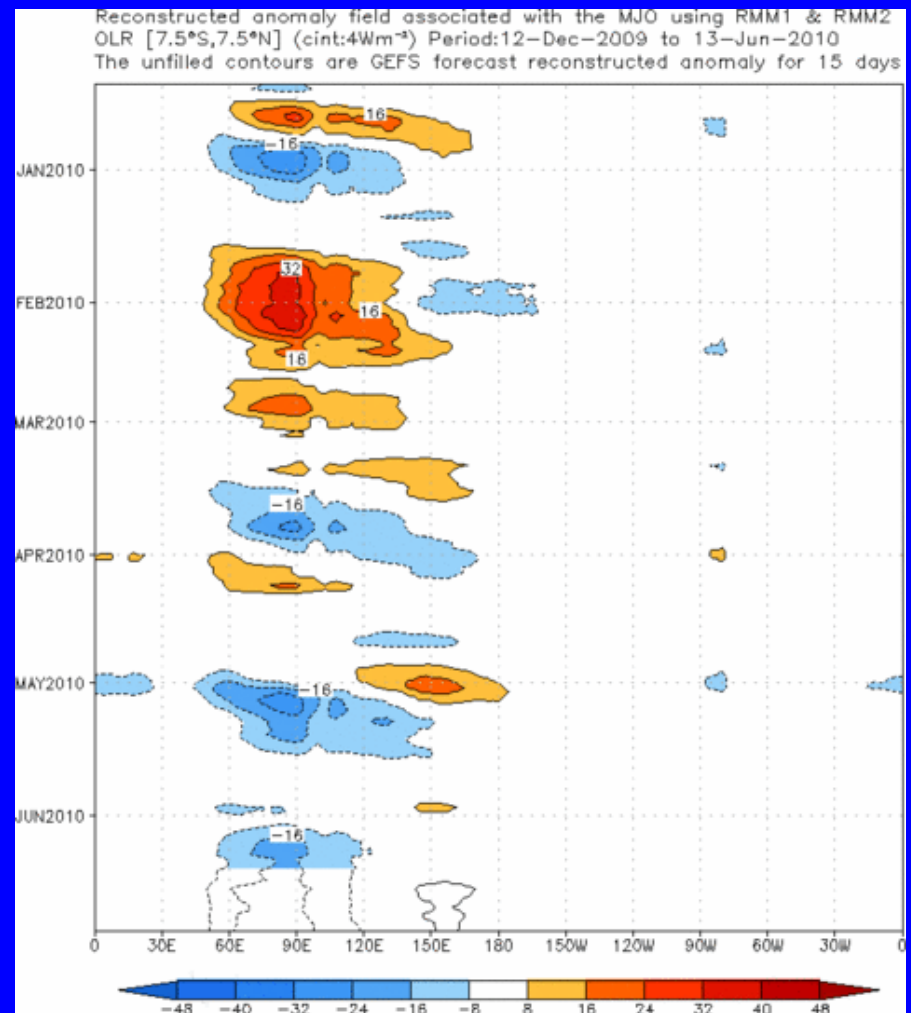 Reconstructed anomaly field associated with the MJO using RMM1 & RMM2
OLR [7.5°S,7.5°N] (cint:4Wm⁻²) Period:12-Dec-2009 to 13-Jun-2010
The unfilled contours are GEFS forecast reconstructed anomaly for 15 days
16
-16
JAN2010
32
FEB2010
16
16
MAR2010
-16
APR2010
MAY2010
-16
JUN2010
-16
0 30E 60E 90E 120E 150E 180 150W 120W 90W 60W 30W 0
-48 -40 -32 -24 -16 -8 8 16 24 32 40 48